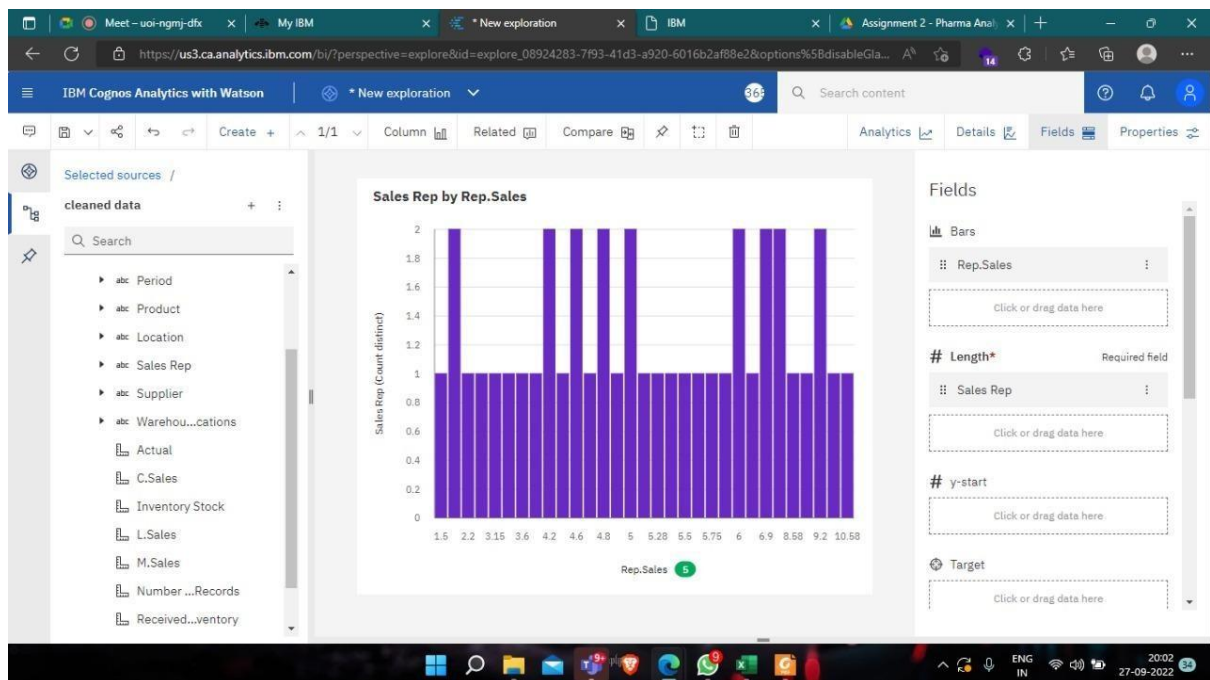 Meet – uoi-ngmj-dfx
My IBM
* New exploration
IBM
Assignment 2 - Pharma Analy
https://us3.ca.analytics.ibm.com/bi/?perspective=explore&id=explore_08924283-7f93-41d3-a920-6016b2af88e2&options%5BdisableGla...
14
IBM Cognos Analytics with Watson
* New exploration
365
Search content
Create +
1/1
Column
Related
Compare
Analytics
Details
Fields
Properties
Selected sources /
cleaned data
Search
abc Period
abc Product
abc Location
abc Sales Rep
abc Supplier
abc Warehou...cations
Actual
C.Sales
Inventory Stock
L.Sales
M.Sales
Number ...Records
Received...ventory
Sales Rep by Rep.Sales
Sales Rep (Count distinct)
2
1.8
1.6
1.4
1.2
1
0.8
0.6
0.4
0.2
0
1.5 2.2 3.15 3.6 4.2 4.6 4.8 5 5.28 5.5 5.75 6 6.9 8.58 9.2 10.58
Rep.Sales 5
Fields
Bars
Rep.Sales
Click or drag data here
# Length* Required field
Sales Rep
Click or drag data here
# y-start
Click or drag data here
Target
Click or drag data here
9+
9
ENG
IN
20:02
27-09-2022
34